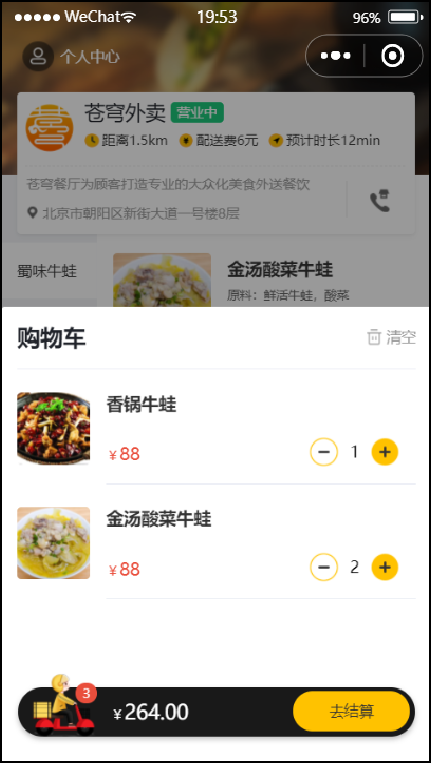 WeChat 19:53 96%
个人中心
苍穹外卖 营业中
距离1.5km 配送费6元 预计时长12min
苍穹餐厅为顾客打造专业的大众化美食外送餐饮
北京市朝阳区新街大道一号楼8层
蜀味牛蛙
金汤酸菜牛蛙
原料：鲜活牛蛙，酸菜
购物车 清空
香锅牛蛙
￥88 1
金汤酸菜牛蛙
￥88 2
3 ￥264.00 去结算